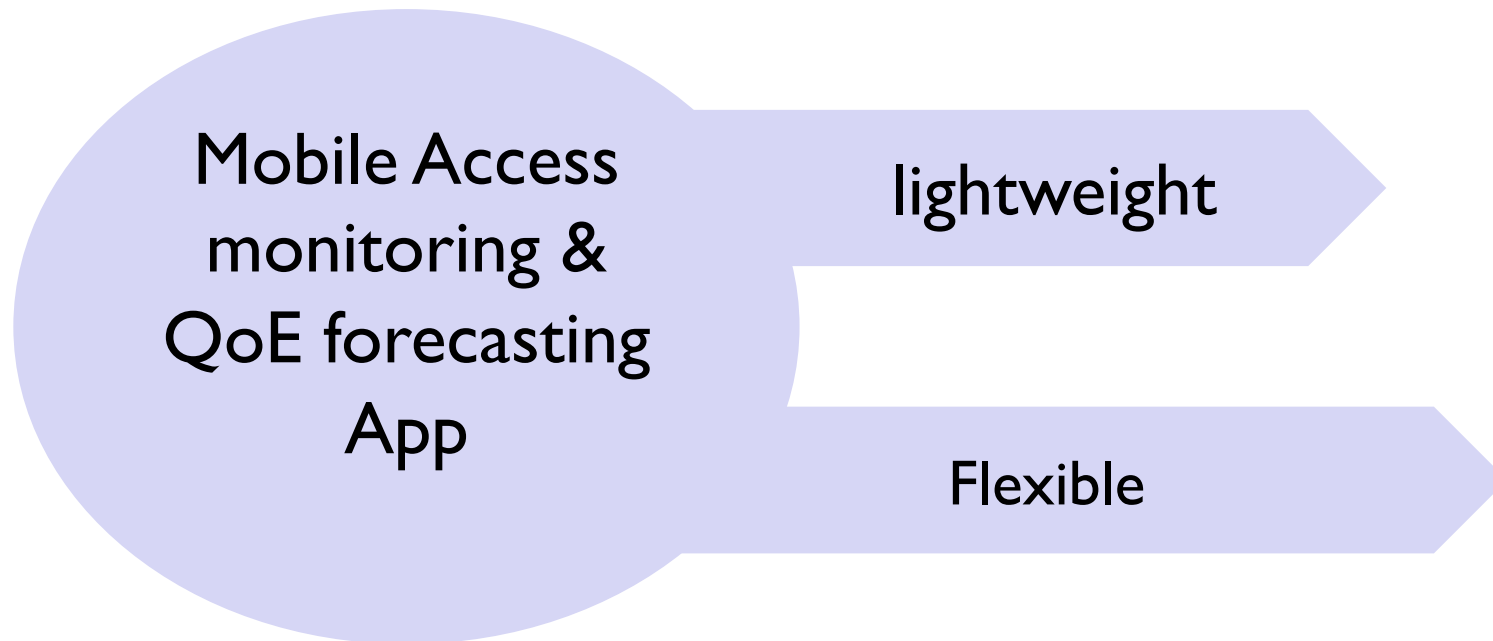 Mobile Access
monitoring &
QoE forecasting
App
lightweight
Flexible